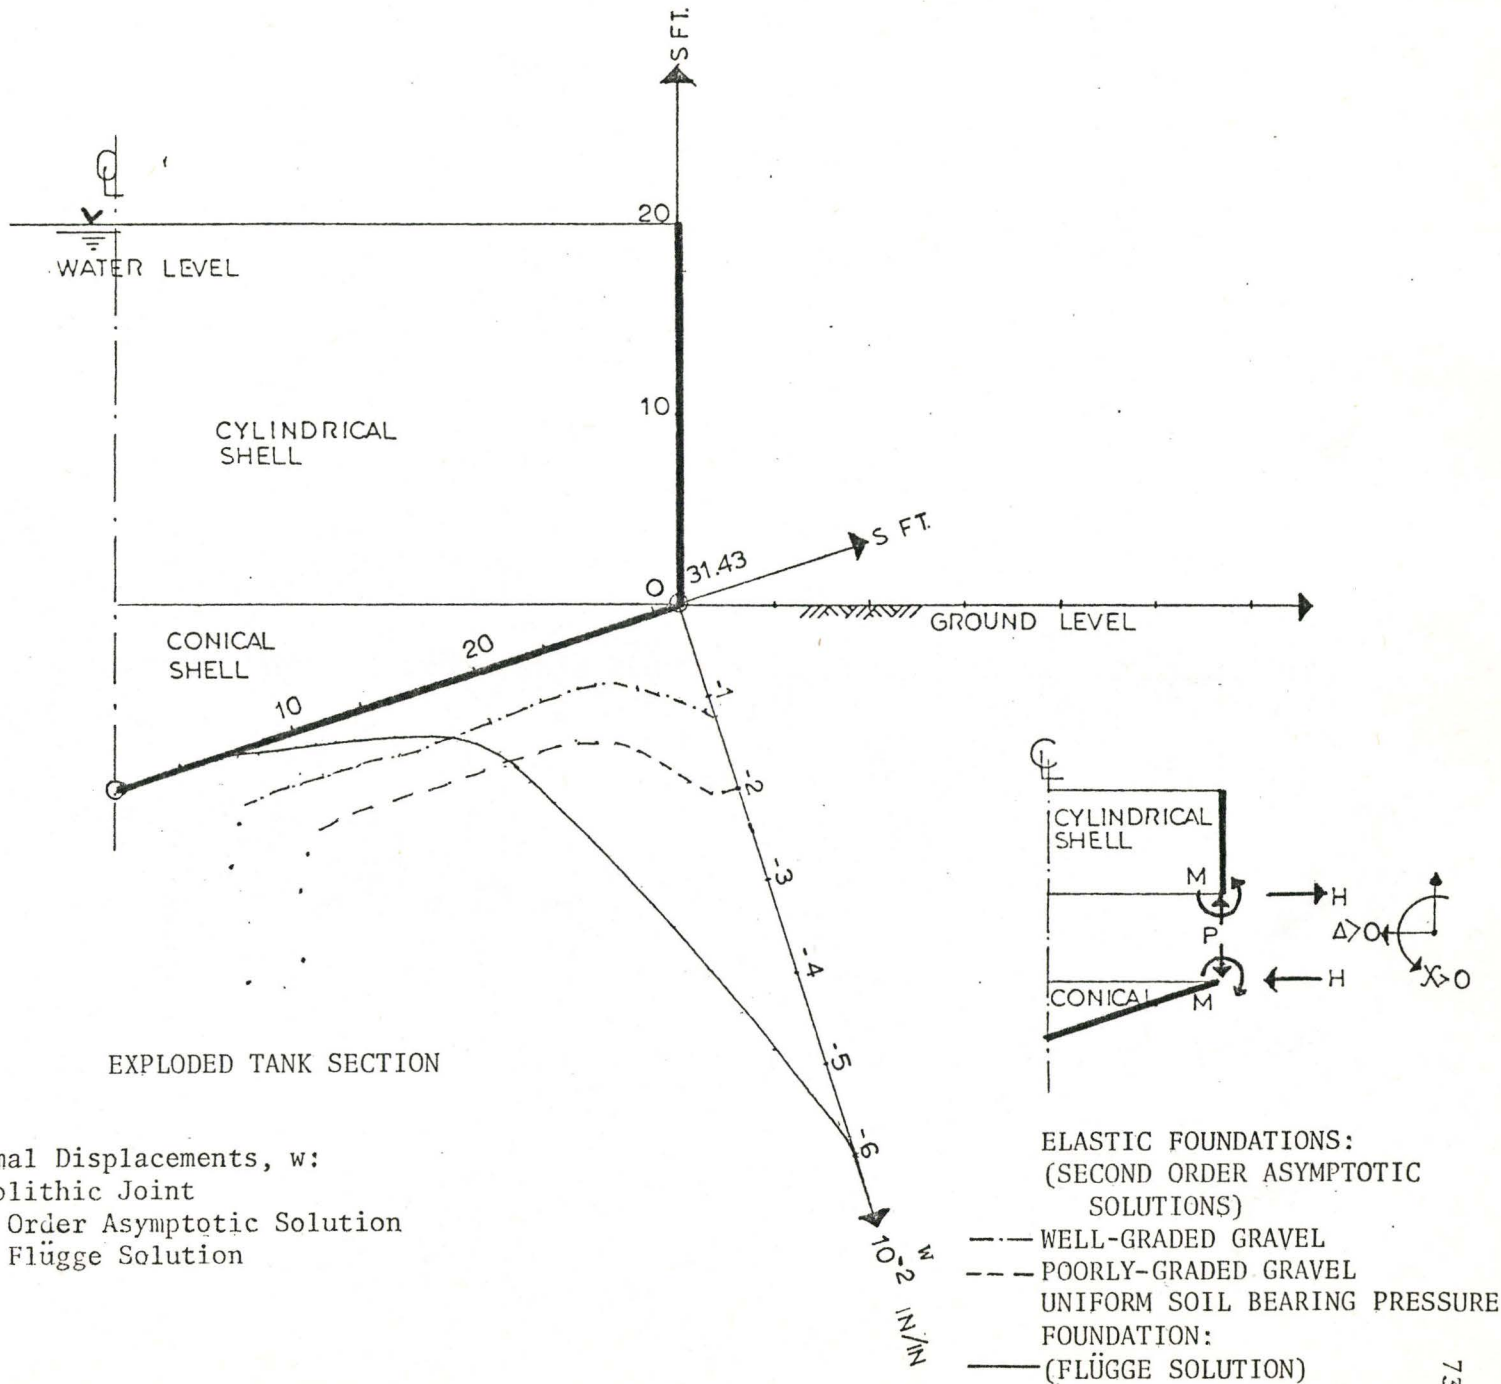 S FT.
℄
20
WATER LEVEL
10
CYLINDRICAL
SHELL
S FT.
31.43
0
GROUND LEVEL
CONICAL
SHELL
20
10
-1
-2
-3
-4
-5
-6
w
10-2 IN/IN
℄
CYLINDRICAL
SHELL
M
H
P
Δ>0
H
X>0
CONICAL
M
EXPLODED TANK SECTION
nal Displacements, w:
olithic Joint
Order Asymptotic Solution
Flügge Solution
ELASTIC FOUNDATIONS:
(SECOND ORDER ASYMPTOTIC
SOLUTIONS)
WELL-GRADED GRAVEL
POORLY-GRADED GRAVEL
UNIFORM SOIL BEARING PRESSURE
FOUNDATION:
(FLÜGGE SOLUTION)
73